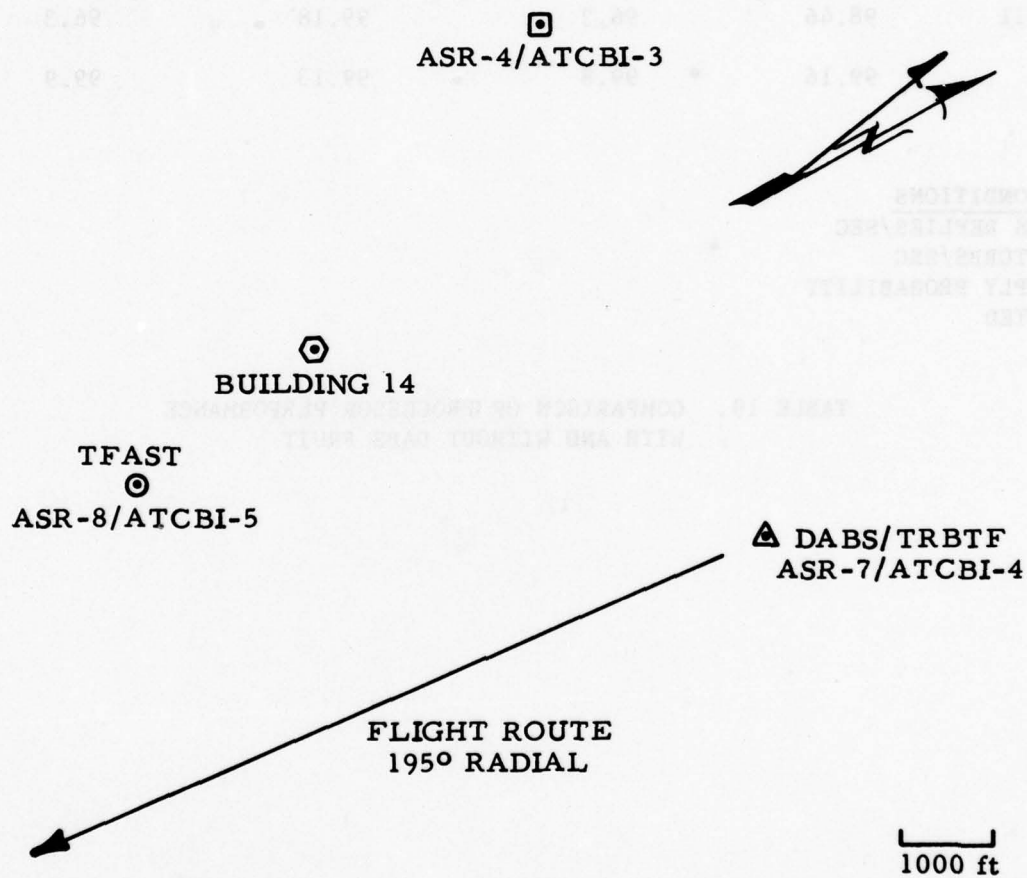 ASR-4/ATCBI-3
N
BUILDING 14
TFAST
ASR-8/ATCBI-5
DABS/TRBTF
ASR-7/ATCBI-4
FLIGHT ROUTE
195° RADIAL
1000 ft